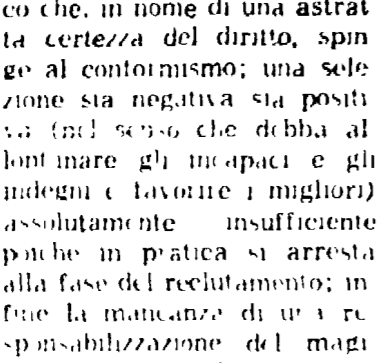 co che, in nome di una astrat
ta certezza del diritto, spin
ge al conformismo; una sele
zione sia negativa sia positi
va (nel senso che debba al
lontanare gli incapaci e gli
indegni e favorire i migliori)
assolutamente insufficiente
poiche in pratica si arresta
alla fase del reclutamento; in
fine la mancanza di una re
sponsabilizzazione del magi